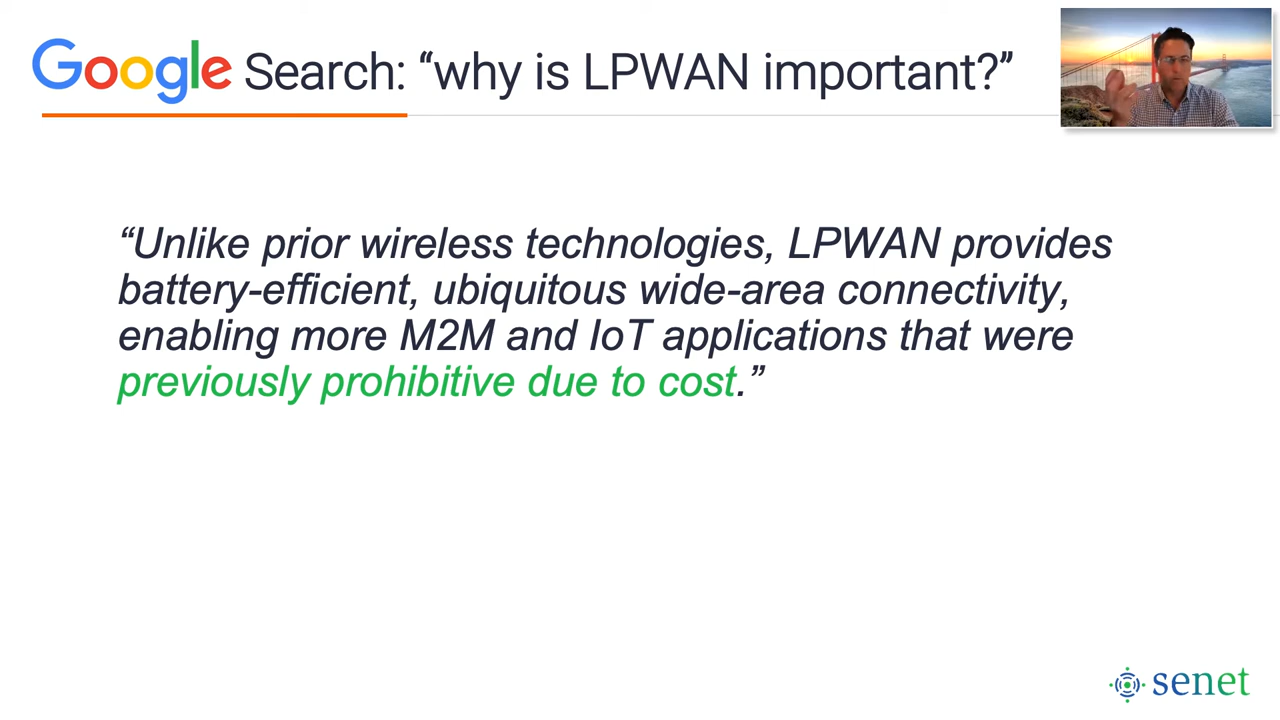 Google Search: “why is LPWAN important?”
“Unlike prior wireless technologies, LPWAN provides
battery-efficient, ubiquitous wide-area connectivity,
enabling more M2M and IoT applications that were
previously prohibitive due to cost.”
senet